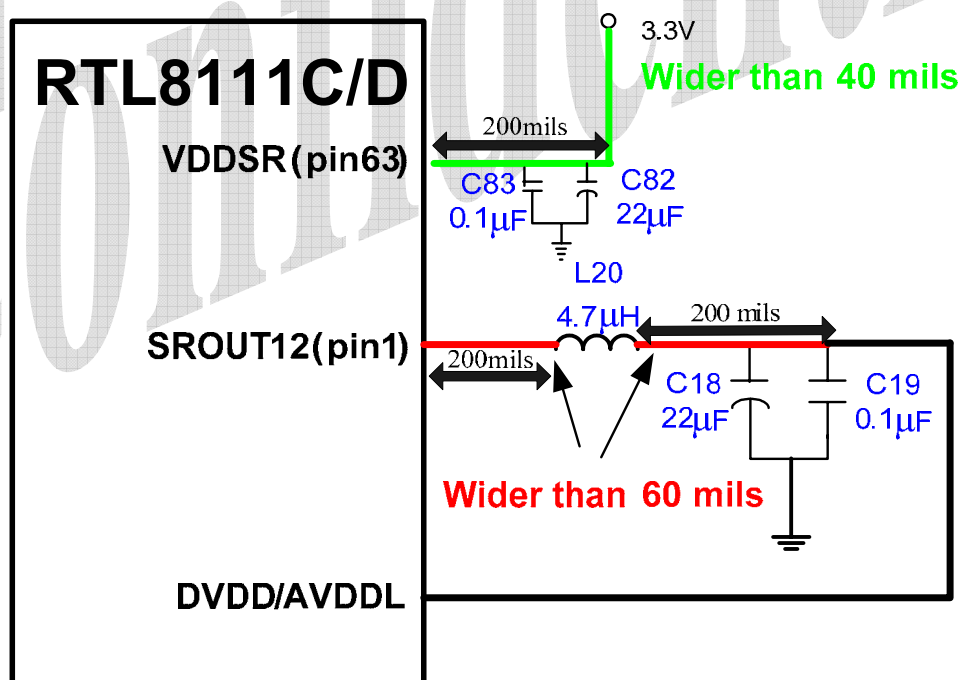 RTL8111C/D
3.3V
Wider than 40 mils
200mils
VDDSR(pin63)
C83
0.1µF
C82
22µF
L20
4.7µH
200 mils
SROUT12(pin1)
200mils
C18
22µF
C19
0.1µF
Wider than 60 mils
DVDD/AVDDL